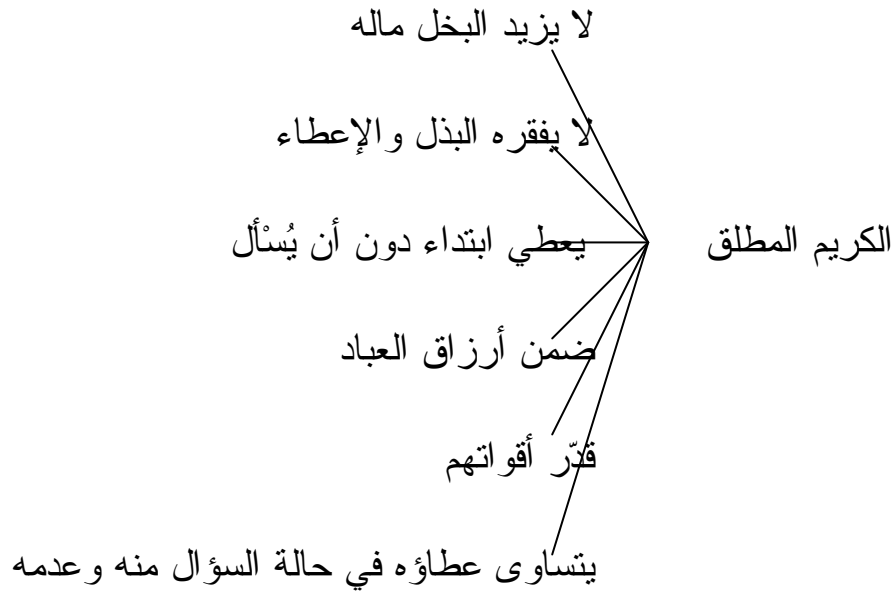 لا يزيد البخل ماله
لا يفقره البذل والإعطاء
الكريم المطلق
يعطي ابتداء دون أن يُسْأل
ضمن أرزاق العباد
قدّر أقواتهم
يتساوى عطاؤه في حالة السؤال منه وعدمه